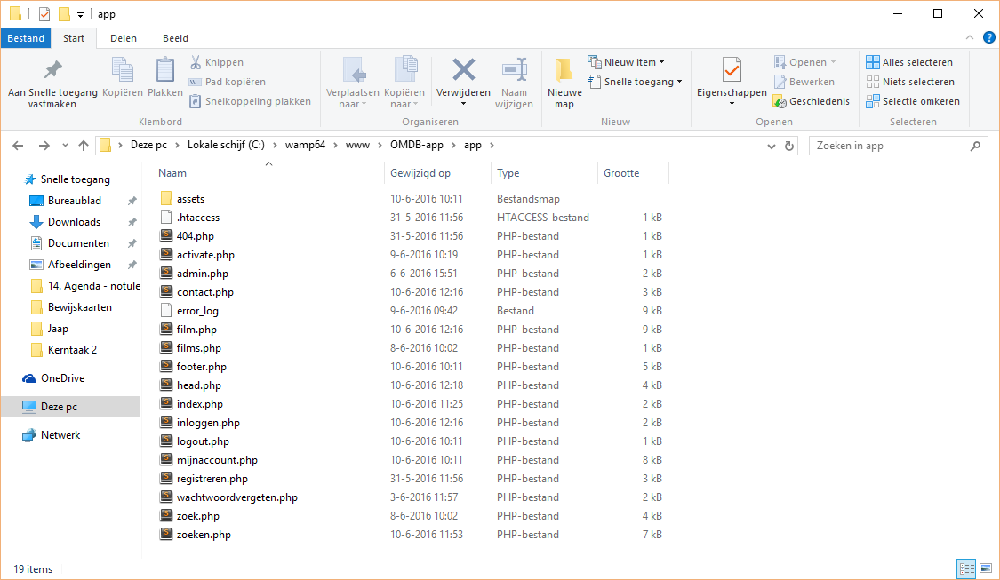 app
Bestand Start Delen Beeld
Aan Snelle toegang vastmaken
Kopiëren
Plakken
Knippen
Pad kopiëren
Snelkoppeling plakken
Klembord
Verplaatsen naar
Kopiëren naar
Verwijderen
Naam wijzigen
Organiseren
Nieuwe map
Nieuw item
Snelle toegang
Nieuw
Eigenschappen
Openen
Bewerken
Geschiedenis
Openen
Alles selecteren
Niets selecteren
Selectie omkeren
Selecteren
Deze pc Lokale schijf (C:) wamp64 www OMDB-app app
Zoeken in app
Snelle toegang
Bureaublad
Downloads
Documenten
Afbeeldingen
14. Agenda - notule
Bewijskaarten
Jaap
Kerntaak 2
OneDrive
Deze pc
Netwerk
Naam Gewijzigd op Type Grootte
assets 10-6-2016 10:11 Bestandsmap
.htaccess 31-5-2016 11:56 HTACCESS-bestand 1 kB
404.php 31-5-2016 11:56 PHP-bestand 1 kB
activate.php 9-6-2016 10:19 PHP-bestand 1 kB
admin.php 6-6-2016 15:51 PHP-bestand 2 kB
contact.php 10-6-2016 12:16 PHP-bestand 3 kB
error_log 9-6-2016 09:42 Bestand 9 kB
film.php 10-6-2016 12:16 PHP-bestand 9 kB
films.php 8-6-2016 10:02 PHP-bestand 1 kB
footer.php 10-6-2016 10:11 PHP-bestand 5 kB
head.php 10-6-2016 12:18 PHP-bestand 4 kB
index.php 10-6-2016 11:25 PHP-bestand 2 kB
inloggen.php 10-6-2016 12:16 PHP-bestand 2 kB
logout.php 10-6-2016 10:11 PHP-bestand 1 kB
mijnaccount.php 10-6-2016 10:11 PHP-bestand 8 kB
registreren.php 31-5-2016 11:56 PHP-bestand 3 kB
wachtwoordvergeten.php 3-6-2016 11:57 PHP-bestand 2 kB
zoek.php 8-6-2016 10:02 PHP-bestand 4 kB
zoeken.php 10-6-2016 11:53 PHP-bestand 7 kB
19 items